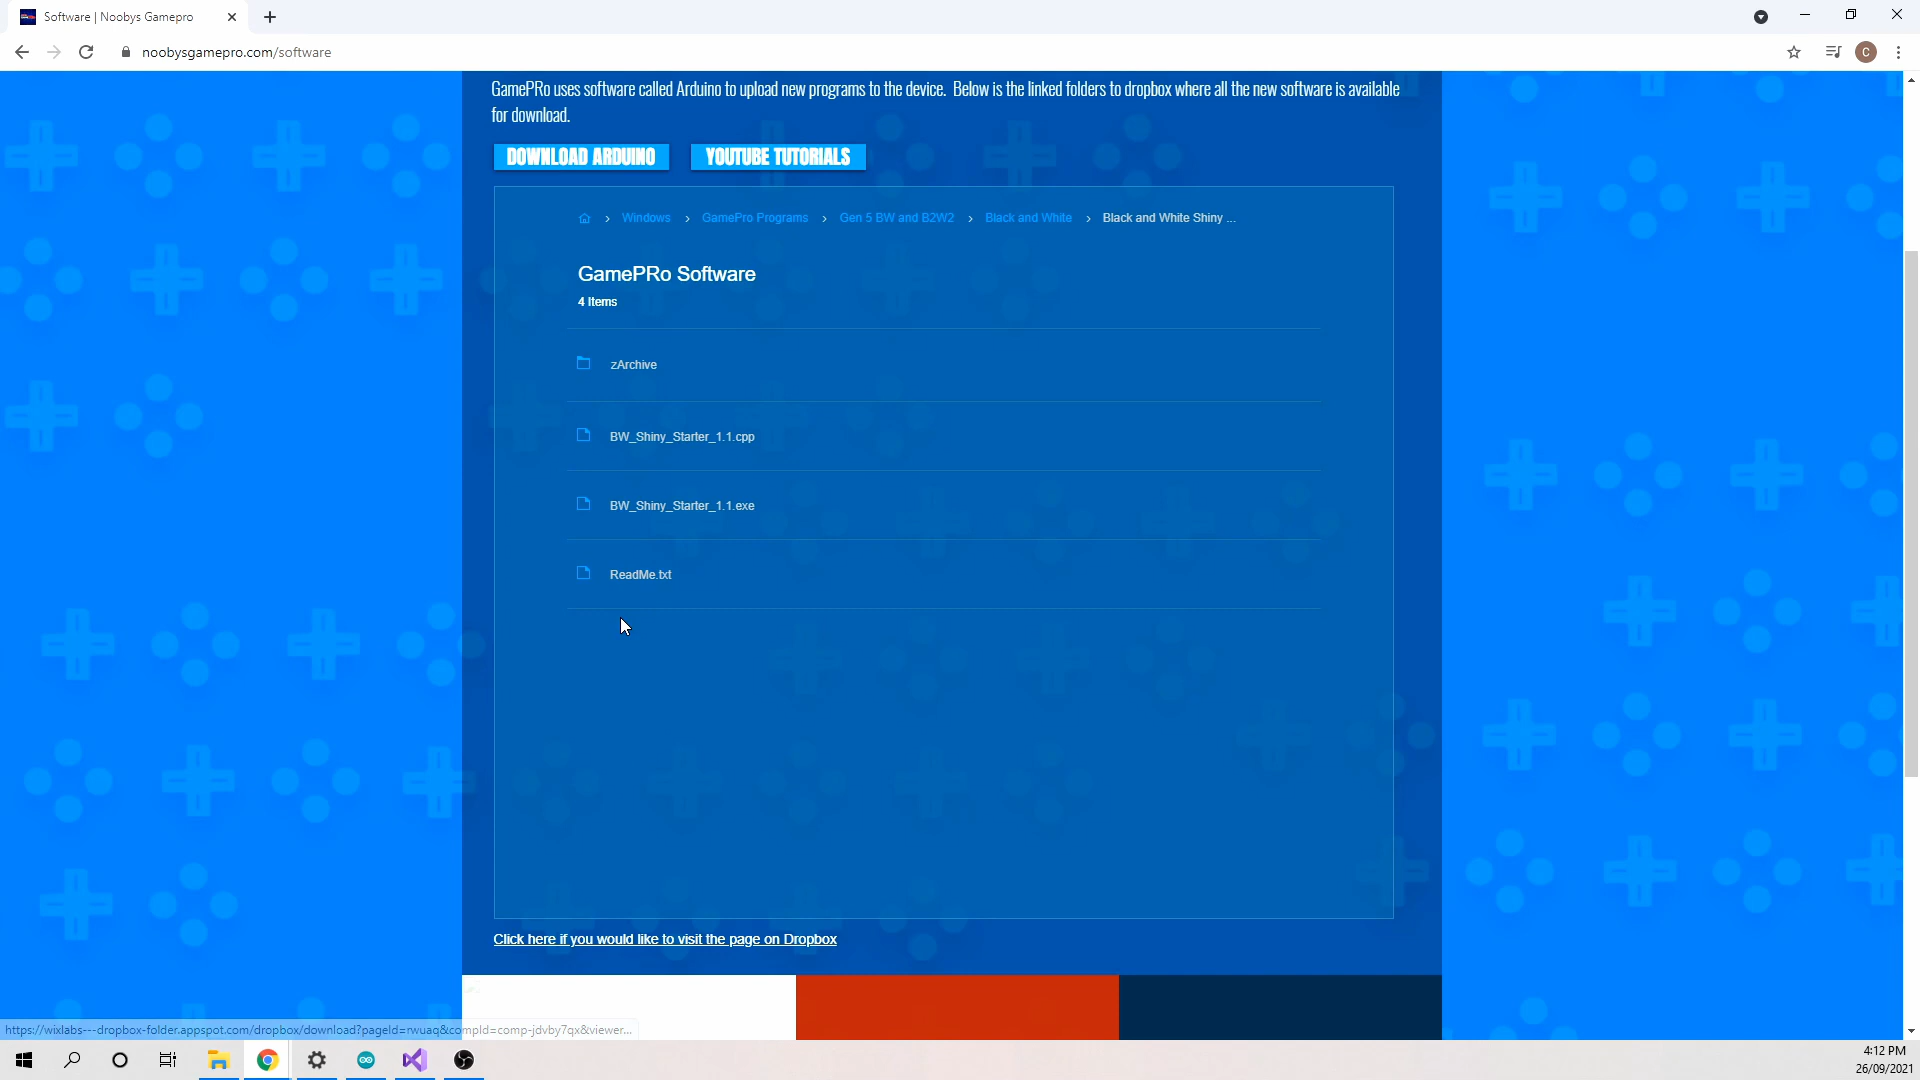 Software | Noobys Gamepro
noobysgamepro.com/software
C
GamePRo uses software called Arduino to upload new programs to the device. Below is the linked folders to dropbox where all the new software is available
for download.
DOWNLOAD ARDUINO YOUTUBE TUTORIALS
Windows > GamePro Programs > Gen 5 BW and B2W2 > Black and White > Black and White Shiny ...
GamePRo Software
4 Items
zArchive
BW_Shiny_Starter_1.1.cpp
BW_Shiny_Starter_1.1.exe
ReadMe.txt
Click here if you would like to visit the page on Dropbox
https://wixlabs---dropbox-folder.appspot.com/dropbox/download?pageId=rwuaq&compId=comp-jdvby7qx&viewer...
4:12 PM
26/09/2021